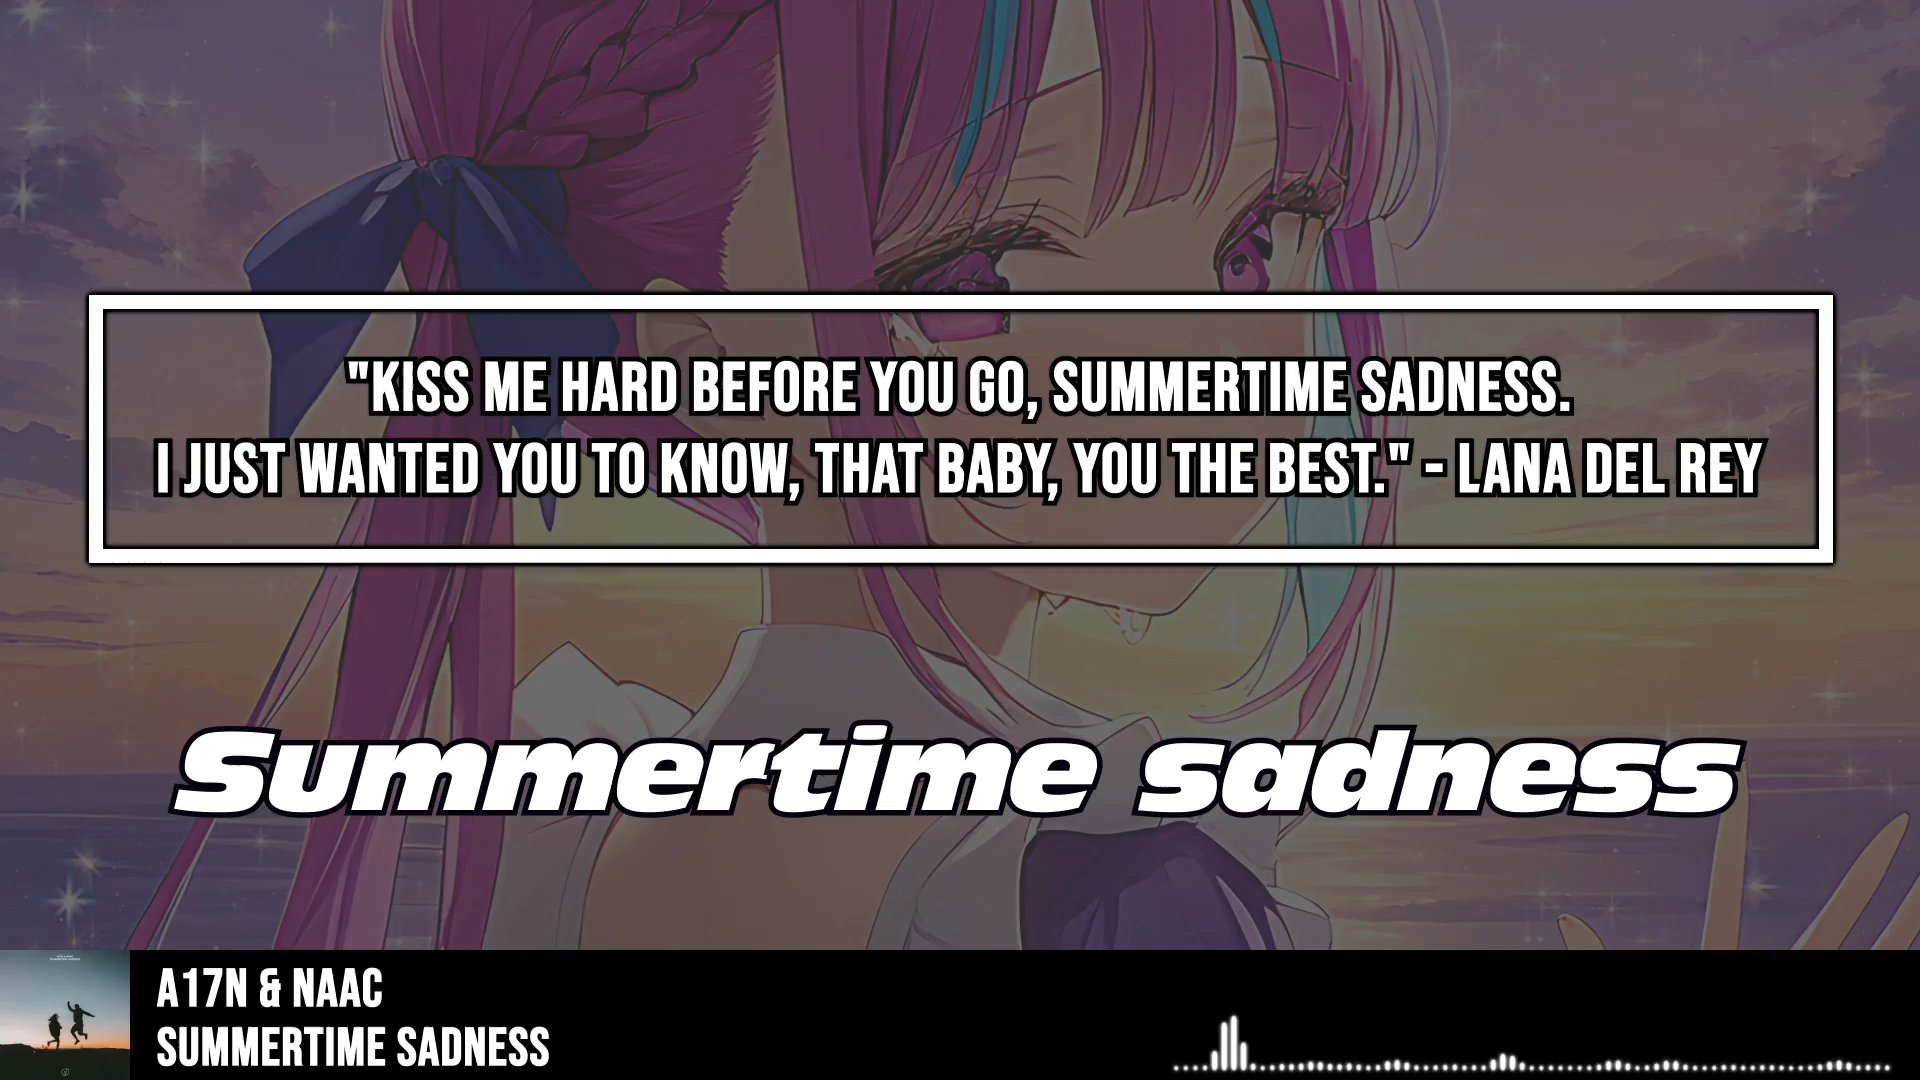 "KISS ME HARD BEFORE YOU GO, SUMMERTIME SADNESS.
I JUST WANTED YOU TO KNOW, THAT BABY, YOU THE BEST." - LANA DEL REY
Summertime sadness
A17N & NAAC
SUMMERTIME SADNESS